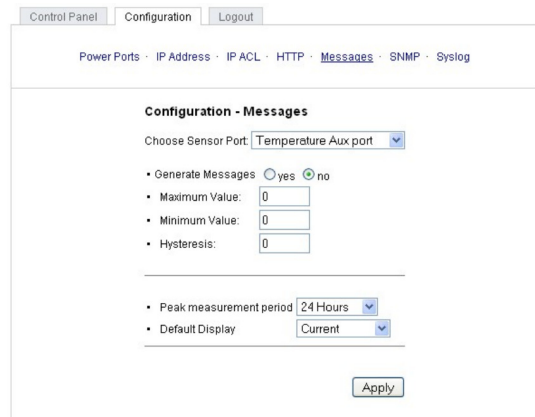 Control Panel Configuration Logout
Power Ports · IP Address · IP ACL · HTTP · Messages · SNMP · Syslog
Configuration - Messages
Choose Sensor Port: Temperature Aux port
• Generate Messages yes no
• Maximum Value: 0
• Minimum Value: 0
• Hysteresis: 0
• Peak measurement period 24 Hours
• Default Display Current
Apply